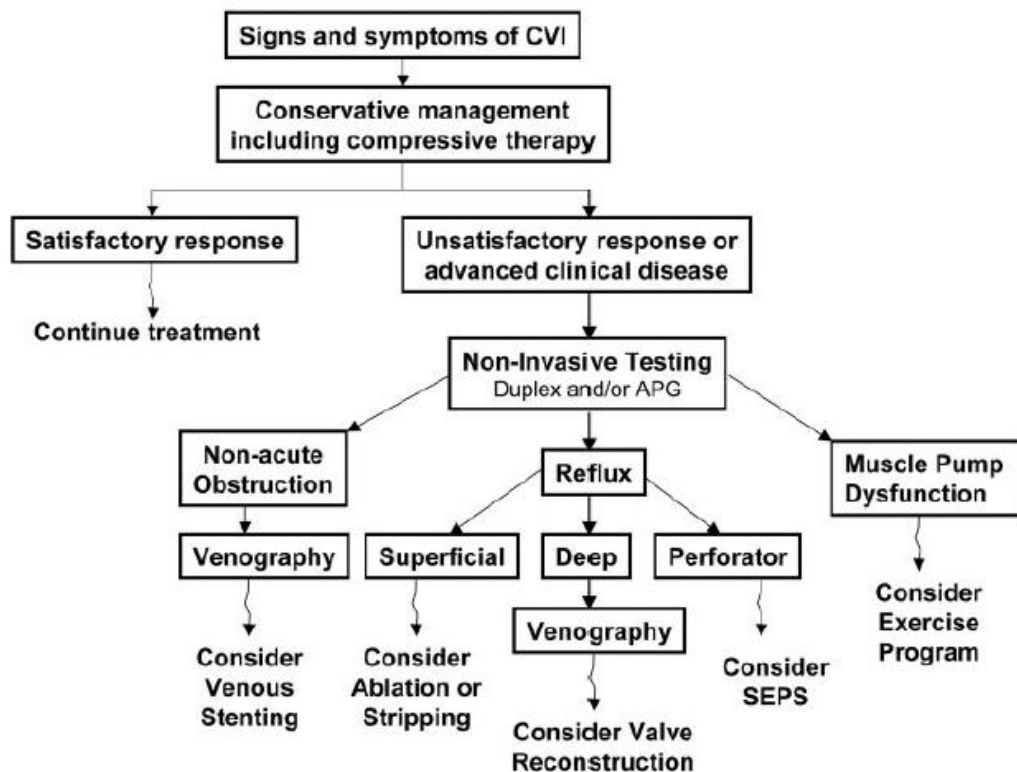 Signs and symptoms of CVI
Conservative management
including compressive therapy
Satisfactory response
Unsatisfactory response or
advanced clinical disease
Continue treatment
Non-Invasive Testing
Duplex and/or APG
Non-acute
Obstruction
Reflux
Muscle Pump
Dysfunction
Venography
Superficial
Deep
Perforator
Consider
Venous
Stenting
Consider
Ablation or
Stripping
Venography
Consider Valve
Reconstruction
Consider
SEPS
Consider
Exercise
Program